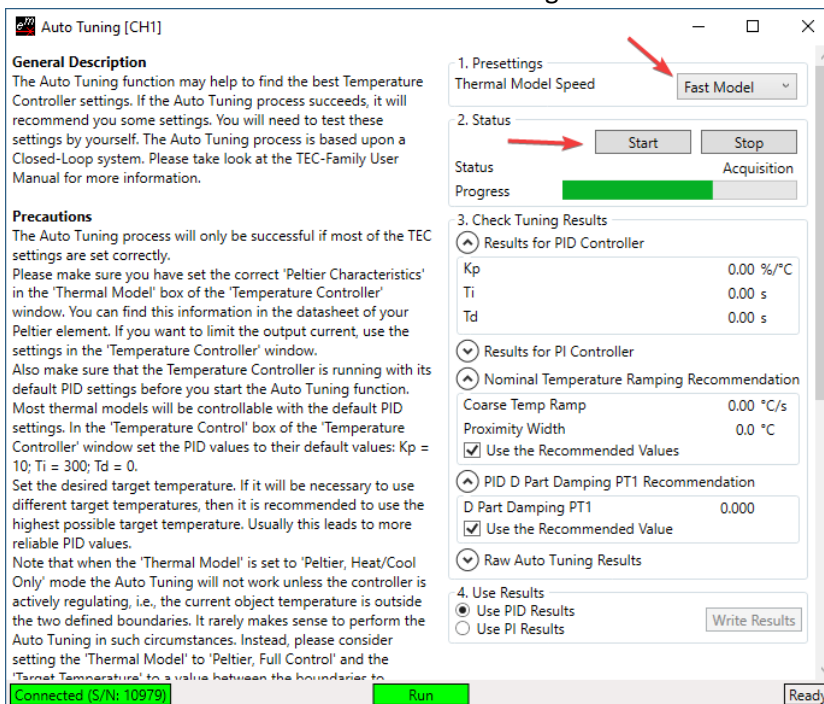 Auto Tuning [CH1]
General Description
The Auto Tuning function may help to find the best Temperature
Controller settings. If the Auto Tuning process succeeds, it will
recommend you some settings. You will need to test these
settings by yourself. The Auto Tuning process is based upon a
Closed-Loop system. Please take look at the TEC-Family User
Manual for more information.
Precautions
The Auto Tuning process will only be successful if most of the TEC
settings are set correctly.
Please make sure you have set the correct 'Peltier Characteristics'
in the 'Thermal Model' box of the 'Temperature Controller'
window. You can find this information in the datasheet of your
Peltier element. If you want to limit the output current, use the
settings in the 'Temperature Controller' window.
Also make sure that the Temperature Controller is running with its
default PID settings before you start the Auto Tuning function.
Most thermal models will be controllable with the default PID
settings. In the 'Temperature Control' box of the 'Temperature
Controller' window set the PID values to their default values: Kp =
10; Ti = 300; Td = 0.
Set the desired target temperature. If it will be necessary to use
different target temperatures, then it is recommended to use the
highest possible target temperature. Usually this leads to more
reliable PID values.
Note that when the 'Thermal Model' is set to 'Peltier, Heat/Cool
Only' mode the Auto Tuning will not work unless the controller is
actively regulating, i.e., the current object temperature is outside
the two defined boundaries. It rarely makes sense to perform the
Auto Tuning in such circumstances. Instead, please consider
setting the 'Thermal Model' to 'Peltier, Full Control' and the
'Target Temperature' to a value between the boundaries to
1. Presettings
Thermal Model Speed Fast Model
2. Status
Start Stop
Status Acquisition
Progress
3. Check Tuning Results
Results for PID Controller
Kp 0.00 %/°C
Ti 0.00 s
Td 0.00 s
Results for PI Controller
Nominal Temperature Ramping Recommendation
Coarse Temp Ramp 0.00 °C/s
Proximity Width 0.0 °C
Use the Recommended Values
PID D Part Damping PT1 Recommendation
D Part Damping PT1 0.000
Use the Recommended Value
Raw Auto Tuning Results
4. Use Results
Use PID Results
Use PI Results
Write Results
Connected (S/N: 10979) Run Ready